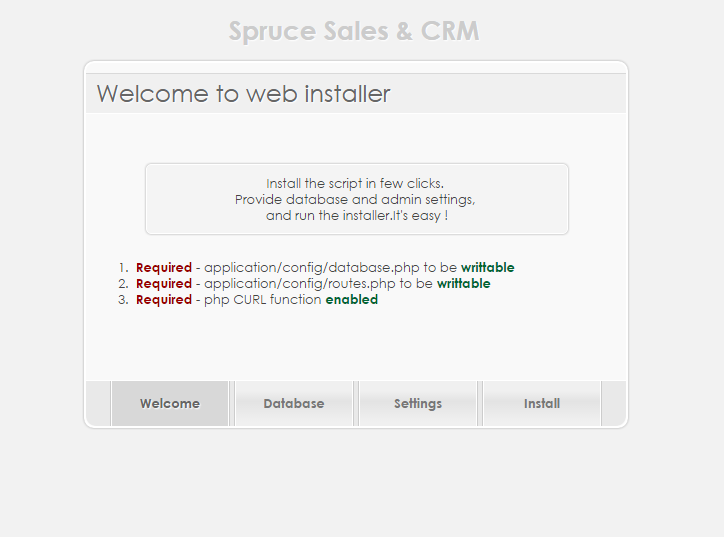 Spruce Sales & CRM
Welcome to web installer
Install the script in few clicks.
Provide database and admin settings,
and run the installer.It's easy !
1. Required - application/config/database.php to be writtable
2. Required - application/config/routes.php to be writtable
3. Required - php CURL function enabled
Welcome Database Settings Install